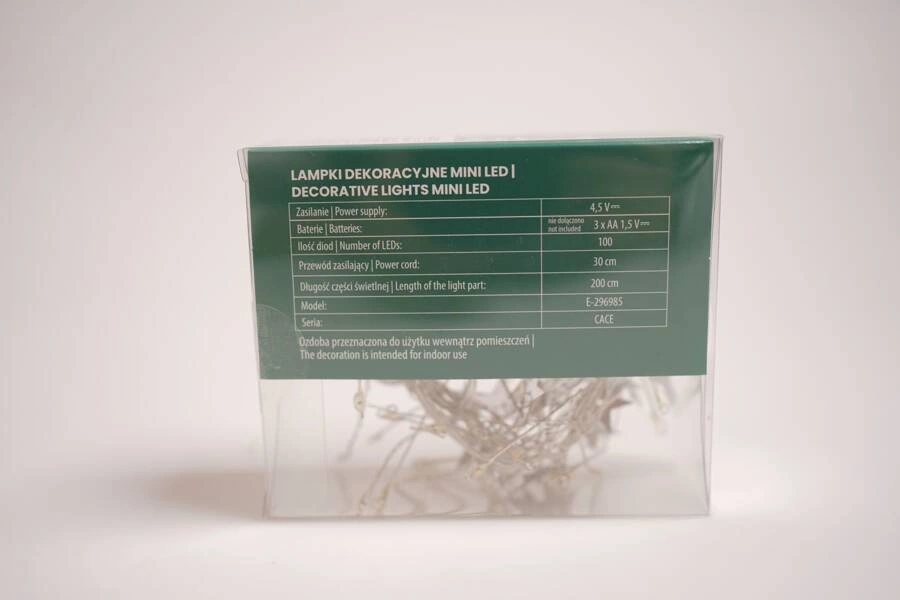 LAMPKI DEKORACYJNE MINI LED |
DECORATIVE LIGHTS MINI LED
Zasilanie | Power supply: 4,5 V⎓
Baterie | Batteries: nie dołączono not included 3 x AA 1,5 V⎓
Ilość diod | Number of LEDs: 100
Przewód zasilający | Power cord: 30 cm
Długość części świetlnej | Length of the light part: 200 cm
Model: E-296985
Seria: CACE
Ozdoba przeznaczona do użytku wewnątrz pomieszczeń |
The decoration is intended for indoor use